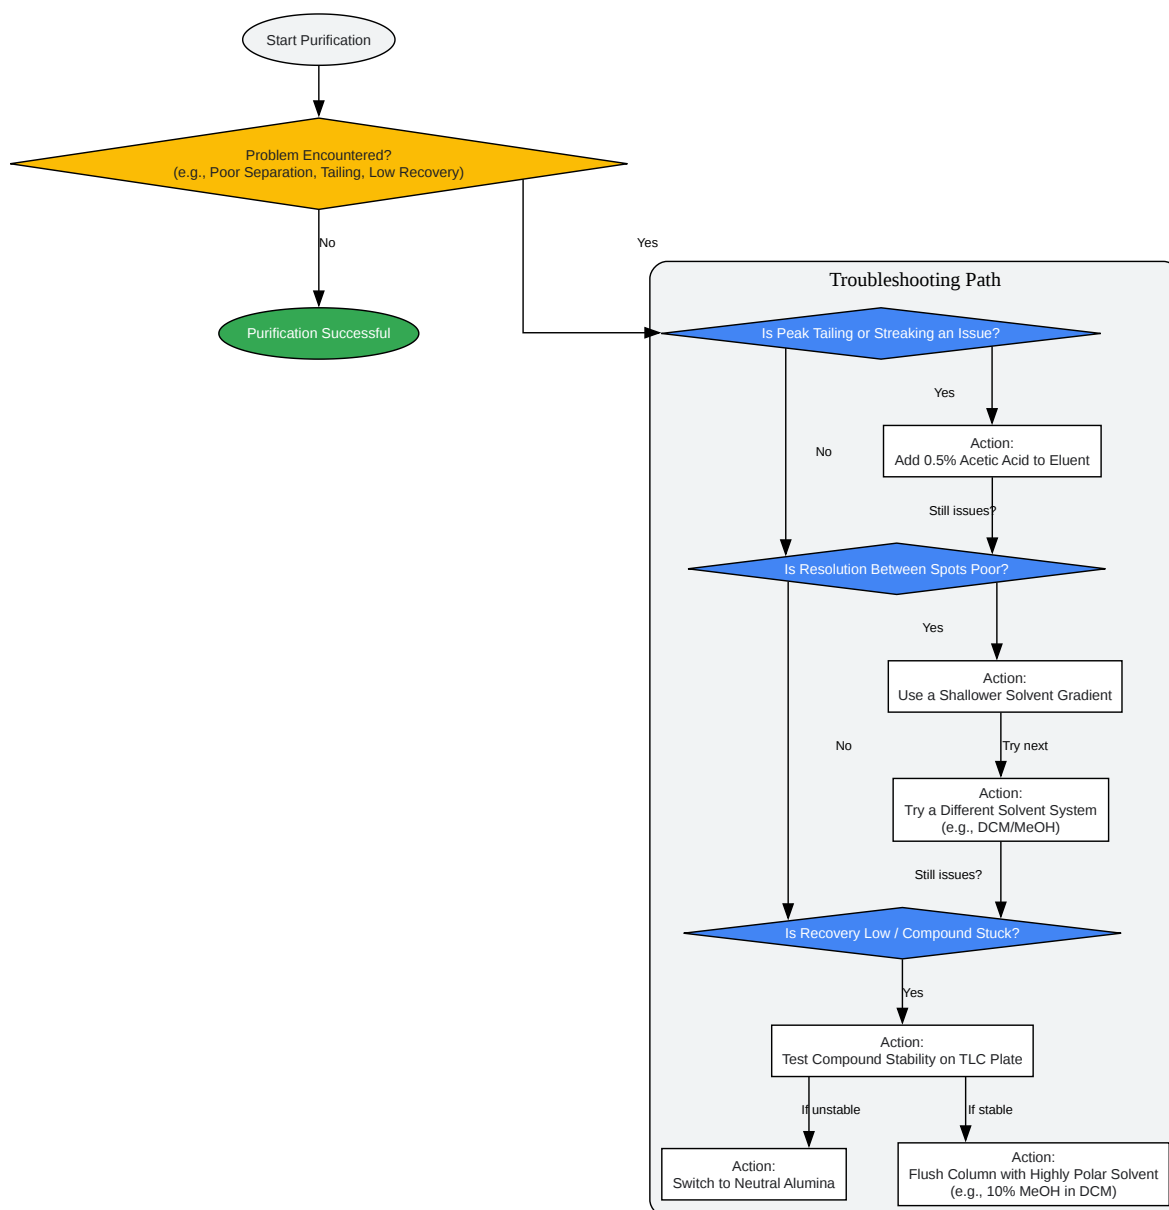 Start Purification
Problem Encountered?
(e.g., Poor Separation, Tailing, Low Recovery)
No
Yes
Purification Successful
Troubleshooting Path
Is Peak Tailing or Streaking an Issue?
Yes
No
Action:
Add 0.5% Acetic Acid to Eluent
Still issues?
Is Resolution Between Spots Poor?
Yes
Action:
Use a Shallower Solvent Gradient
No
Try next
Action:
Try a Different Solvent System
(e.g., DCM/MeOH)
Still issues?
Is Recovery Low / Compound Stuck?
Yes
Action:
Test Compound Stability on TLC Plate
If unstable
If stable
Action:
Switch to Neutral Alumina
Action:
Flush Column with Highly Polar Solvent
(e.g., 10% MeOH in DCM)